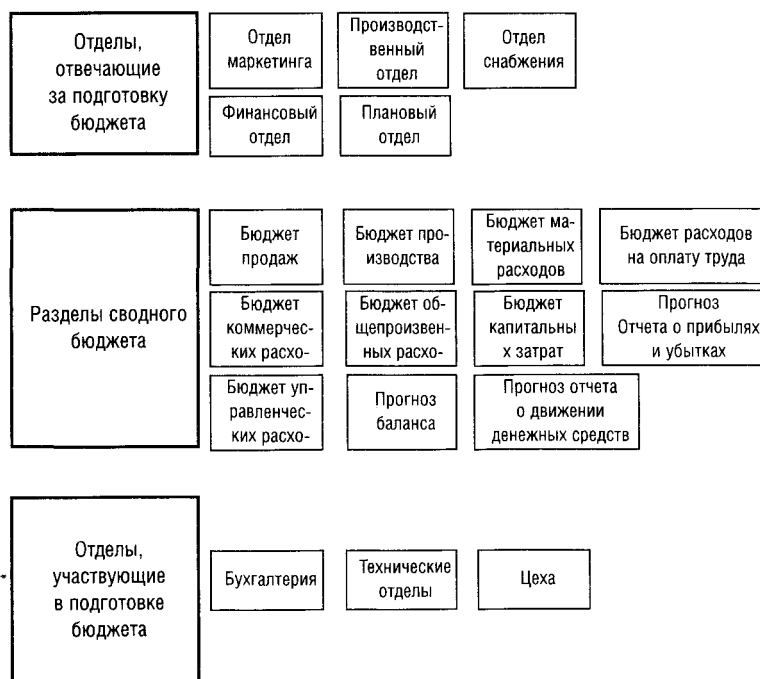 Отделы,
отвечающие
за подготовку
бюджета
Отдел
маркетинга
Производст-
венный
отдел
Отдел
снабжения
Финансовый
отдел
Плановый
отдел
Разделы сводного
бюджета
Бюджет
продаж
Бюджет про-
изводства
Бюджет ма-
териальных
расходов
Бюджет расходов
на оплату труда
Бюджет
коммерчес-
ких расхо-
Бюджет об-
щепроизвен-
ных расхо-
Бюджет
капитальны
х затрат
Прогноз
Отчета о прибылях
и убытках
Бюджет уп-
равленчес-
ких расхо-
Прогноз
баланса
Прогноз отчета
о движении
денежных средств
Отделы,
участвующие
в подготовке
бюджета
Бухгалтерия
Технические
отделы
Цеха